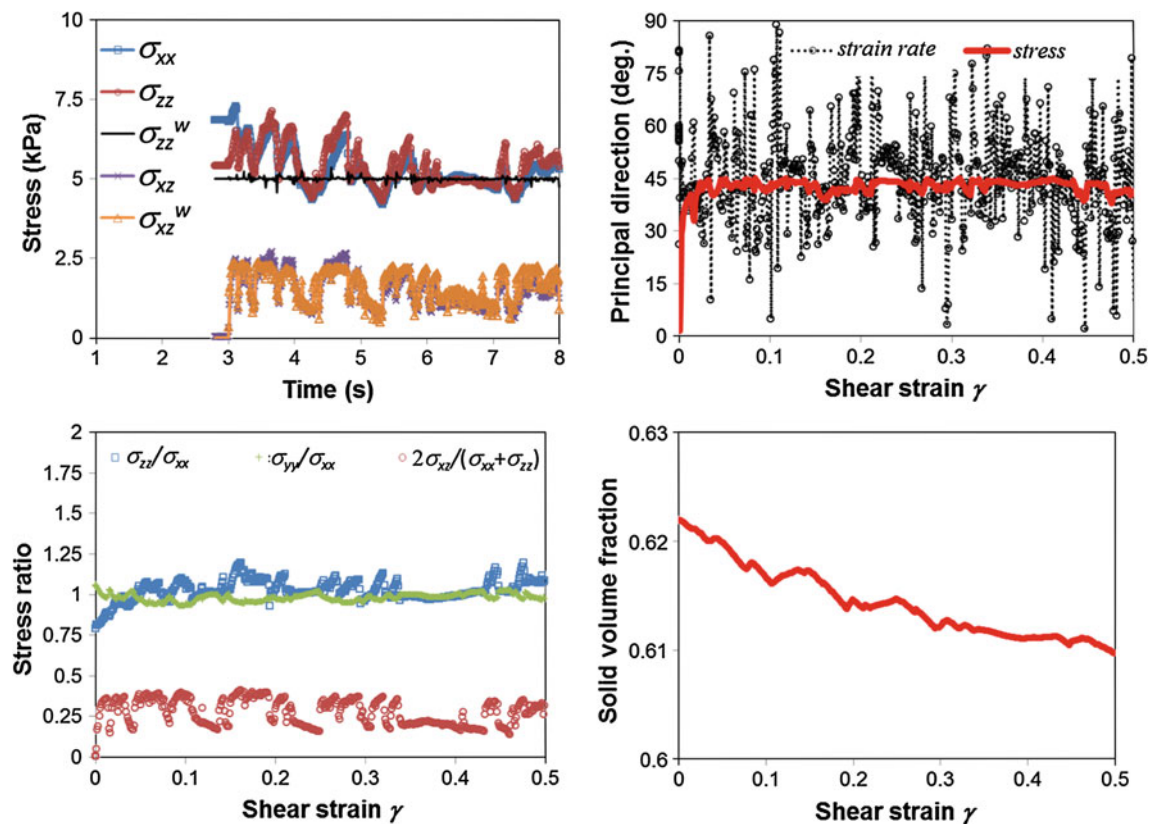 10
7.5
5
2.5
0
Stress (kPa)
σxx
σzz
σzz^W
σxz
σxz^W
1 2 3 4 5 6 7 8
Time (s)
90
75
60
45
30
15
0
Principal direction (deg.)
strain rate stress
0 0.1 0.2 0.3 0.4 0.5
Shear strain γ
2
1.75
1.5
1.25
1
0.75
0.5
0.25
0
Stress ratio
σzz/σxx σyy/σxx 2σxz/(σxx+σzz)
0 0.1 0.2 0.3 0.4 0.5
Shear strain γ
0.63
0.62
0.61
0.6
Solid volume fraction
0 0.1 0.2 0.3 0.4 0.5
Shear strain γ